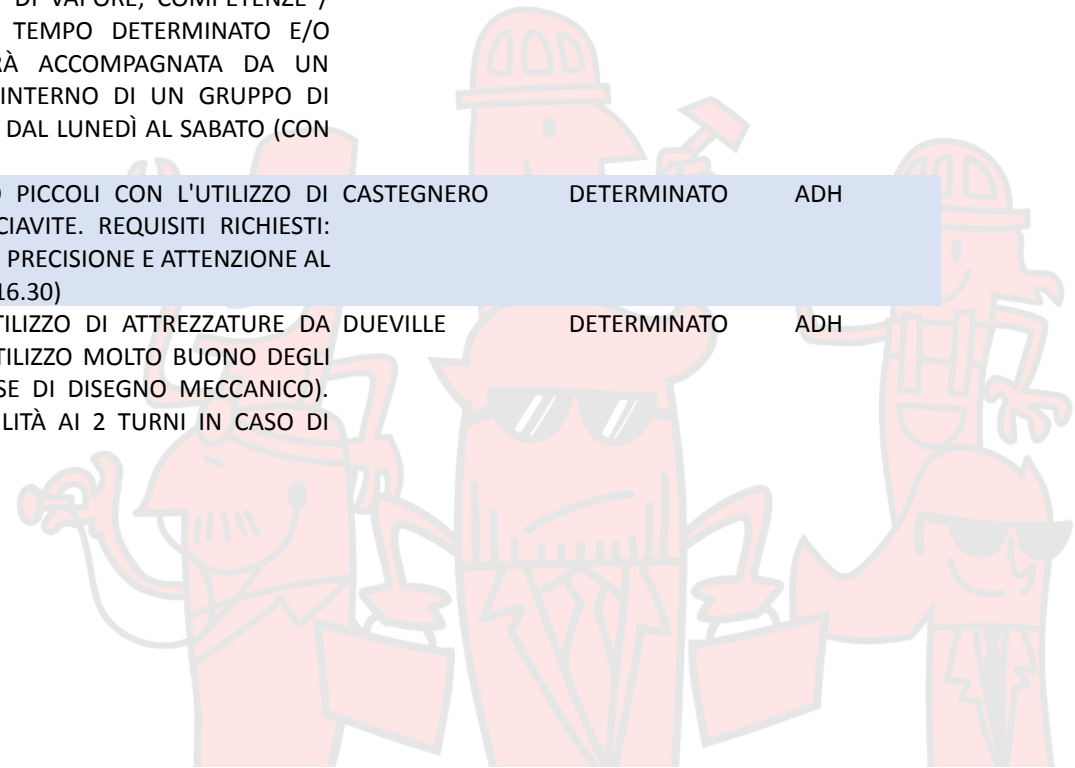 DI VAPORE, COMPETENZE /
TEMPO DETERMINATO E/O
ACCOMPAGNATA DA UN
INTERNO DI UN GRUPPO DI
DAL LUNEDÌ AL SABATO (CON
PICCOLI CON L'UTILIZZO DI CASTEGNERO DETERMINATO ADH
CIAVITE. REQUISITI RICHIESTI:
PRECISIONE E ATTENZIONE AL
16.30)
TILIZZO DI ATTREZZATURE DA DUEVILLE DETERMINATO ADH
TILIZZO MOLTO BUONO DEGLI
SE DI DISEGNO MECCANICO).
LITÀ AI 2 TURNI IN CASO DI